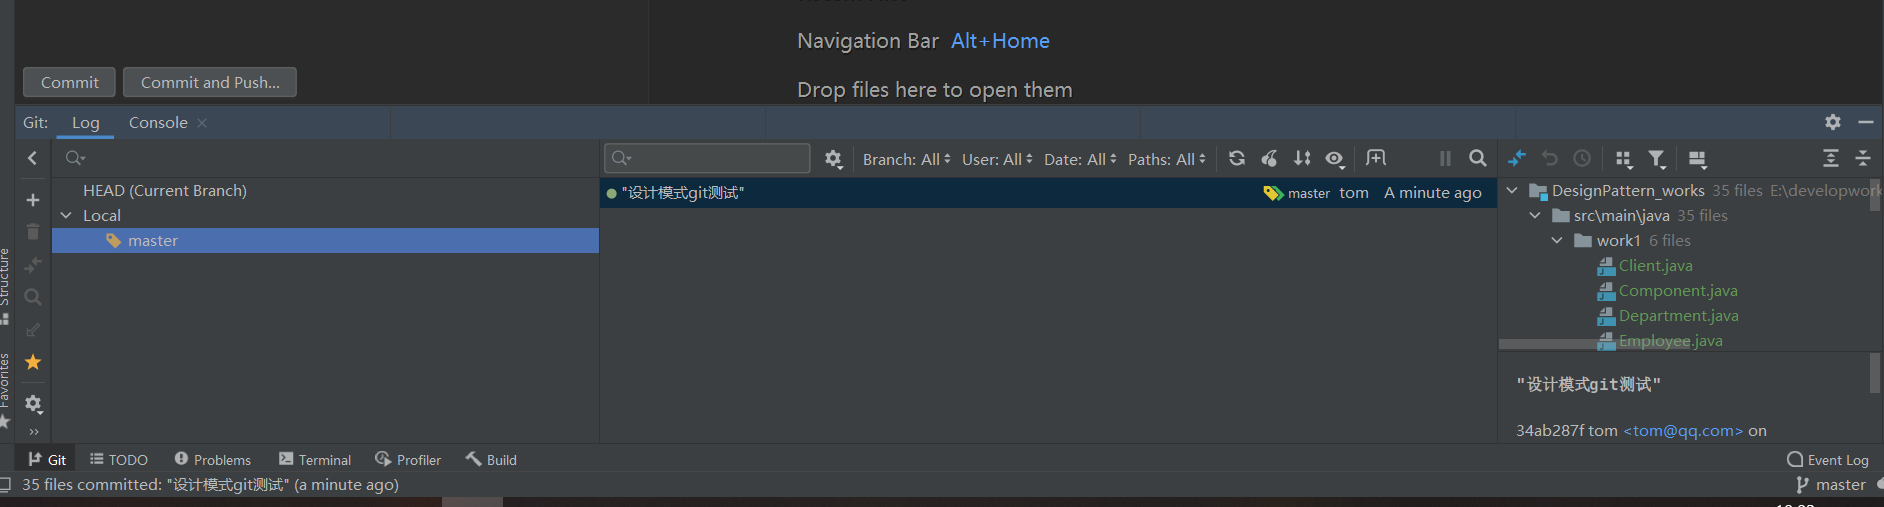 Navigation Bar Alt+Home
Commit
Commit and Push...
Drop files here to open them
Git:
Log
Console
Branch: All
User: All
Date: All
Paths: All
HEAD (Current Branch)
Local
master
"设计模式git测试"
master
tom
A minute ago
DesignPattern_works 35 files E:\developwork
src\main\java 35 files
work1 6 files
Client.java
Component.java
Department.java
Employee.java
"设计模式git测试"
34ab287f tom <tom@qq.com> on
Structure
Favorites
Git
TODO
Problems
Terminal
Profiler
Build
Event Log
35 files committed: "设计模式git测试" (a minute ago)
master